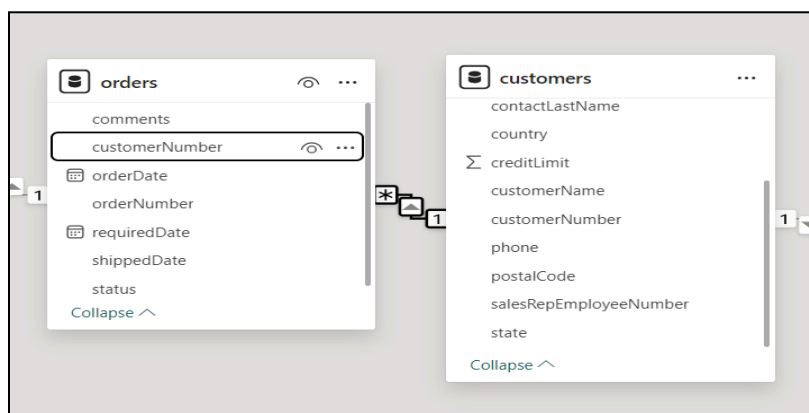 orders
comments
customerNumber
orderDate
orderNumber
requiredDate
shippedDate
status
Collapse
1
*
1
customers
contactLastName
country
creditLimit
customerName
customerNumber
phone
postalCode
salesRepEmployeeNumber
state
Collapse
1